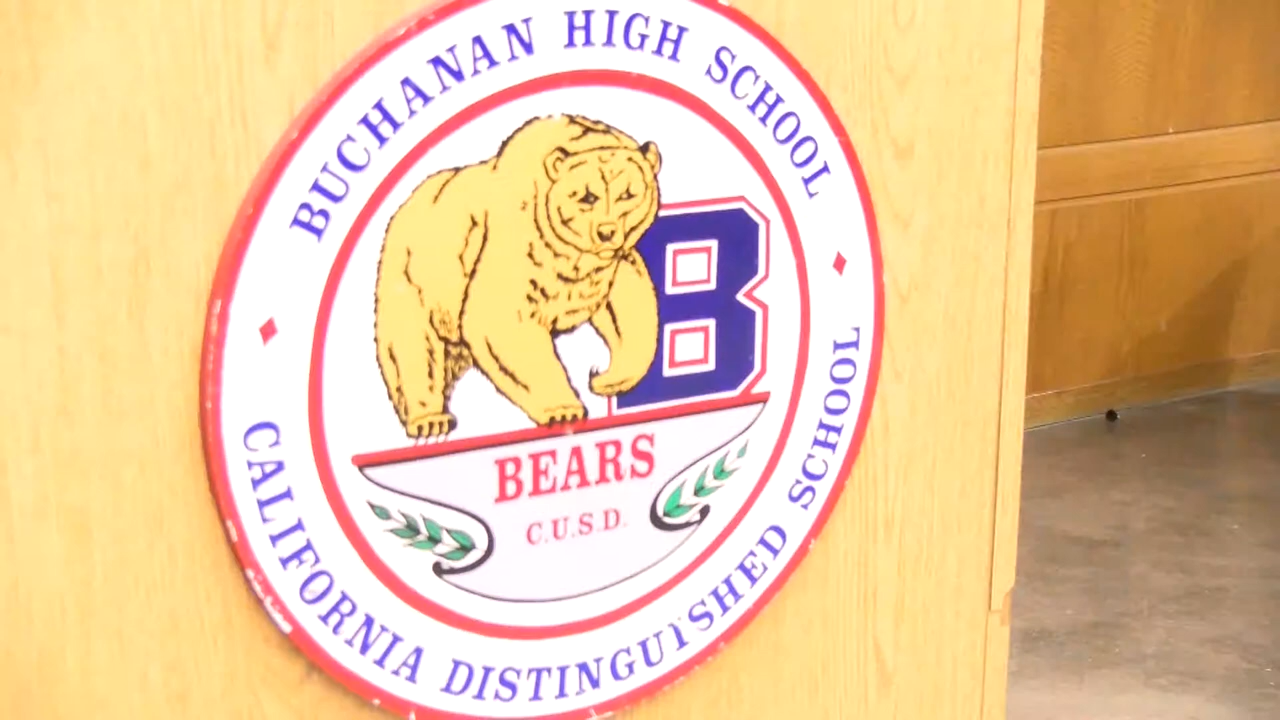 BUCHANAN HIGH SCHOOL
B
BEARS
C.U.S.D.
CALIFORNIA DISTINGUISHED SCHOOL